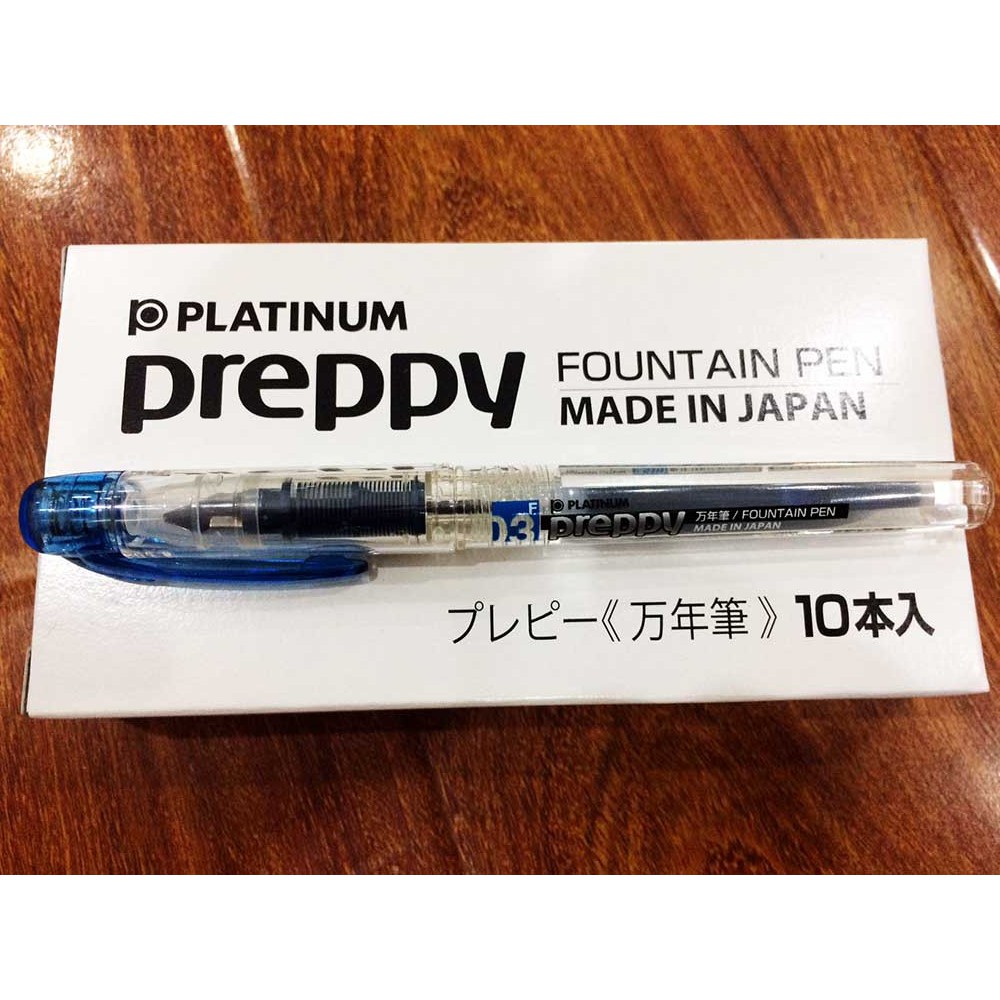 PLATINUM
preppy
FOUNTAIN PEN
MADE IN JAPAN
03 F
PLATINUM
preppy
万年筆/FOUNTAIN PEN
MADE IN JAPAN
プレピー《万年筆》10本入